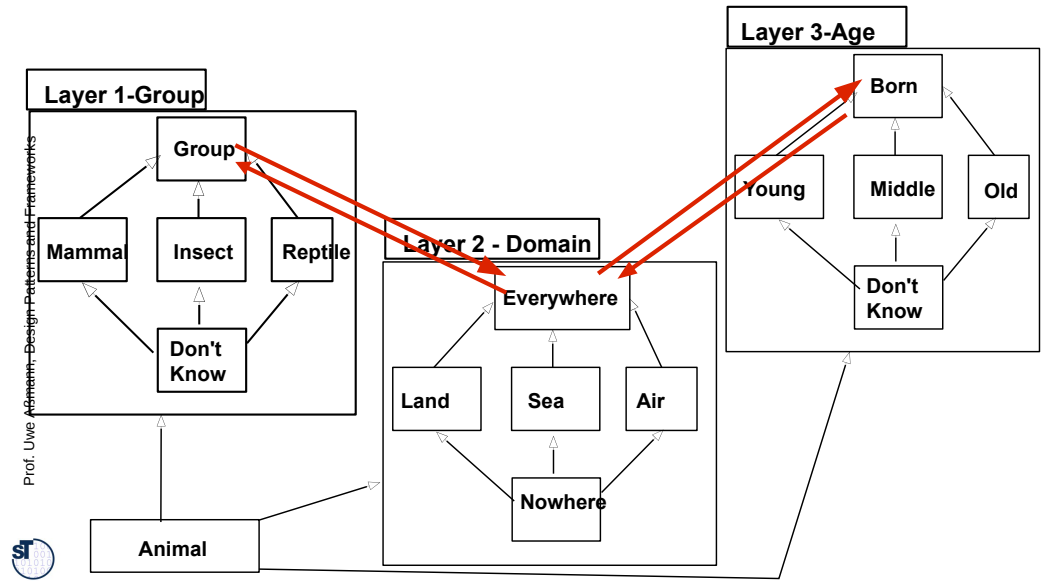 Layer 3-Age
Born
Young
Middle
Old
Don't
Know
Layer 1-Group
Group
Mammal
Insect
Reptile
Don't
Know
Layer 2 - Domain
Everywhere
Land
Sea
Air
Nowhere
Animal
Prof. Uwe Aßmann, Design Patterns and Frameworks
ST